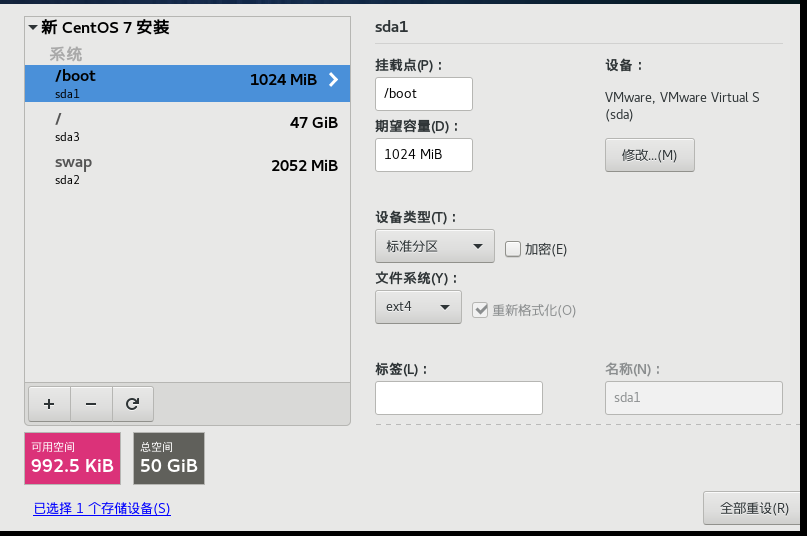 新 CentOS 7 安装
系统
/boot 1024 MiB
sda1
/ 47 GiB
sda3
swap 2052 MiB
sda2
可用空间
992.5 KiB
总空间
50 GiB
已选择 1 个存储设备(S)
sda1
挂载点(P)：
/boot
期望容量(D)：
1024 MiB
设备：
VMware, VMware Virtual S
(sda)
修改...(M)
设备类型(T)：
标准分区
加密(E)
文件系统(Y)：
ext4
重新格式化(O)
标签(L)：
名称(N)：
sda1
全部重设(R)